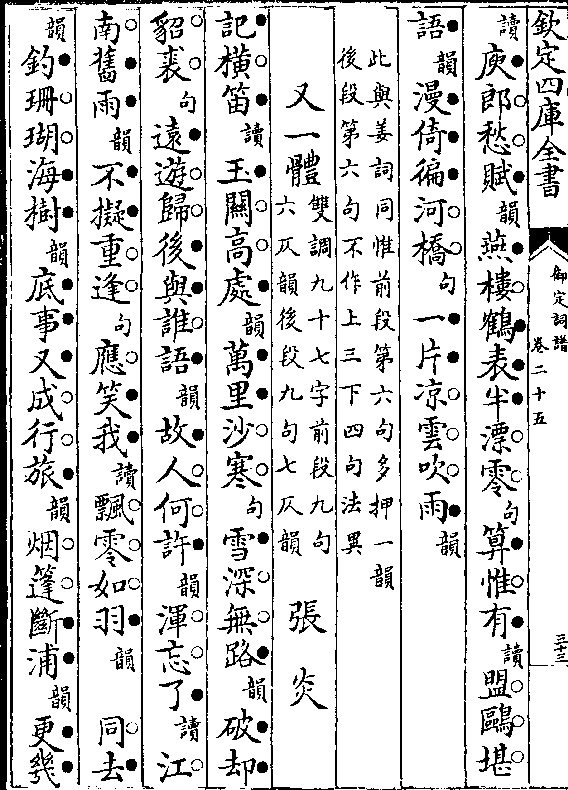 欽定四庫全書
御定詞譜
卷二十五
三十三
讀庾郎愁賦韻燕樓鶴表半漂零句算惟有讀盟鷗堪
語韻漫倚徧河橋句一片凉雲吹雨韻
此與姜詞同惟前段第六句多押一韻
後段第六句不作上三下四句法異
又一體雙調九十七字前段九句
六仄韻後段九句七仄韻 張炎
記橫笛讀玉關高處韻萬里沙寒句雪深無路韻破却
貂裘句遠遊歸後與誰語韻故人何許韻渾忘了讀江
南舊雨韻不擬重逢句應笑我讀飄零如羽韻 同去
韻釣珊瑚海樹韻底事又成行旅韻烟篷斷浦韻更幾